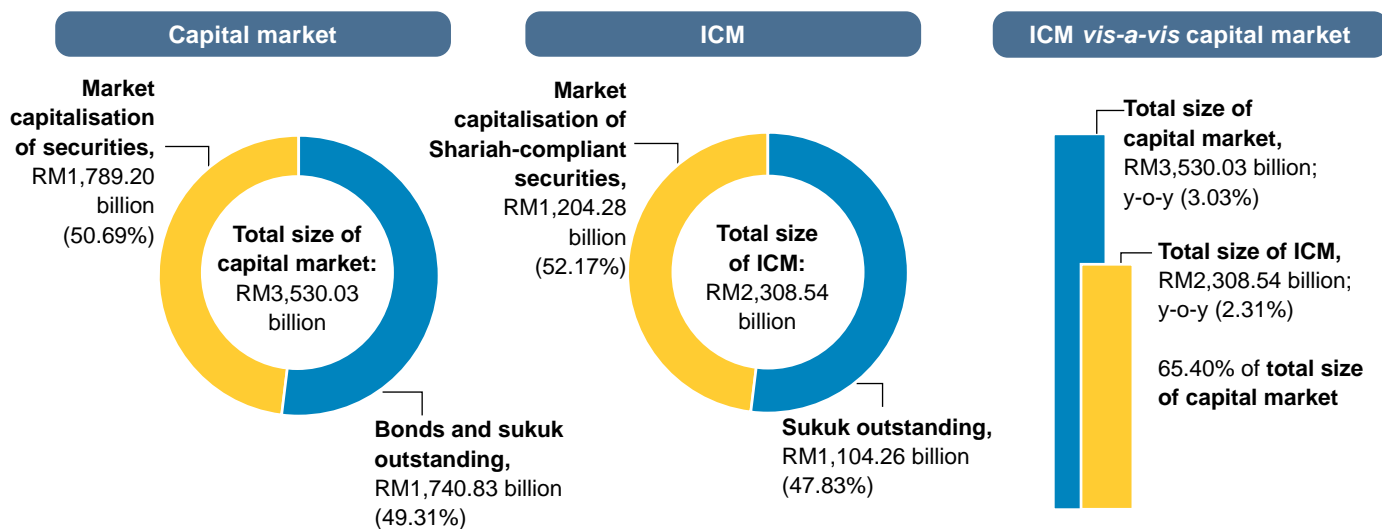 Capital market
Market
capitalisation
of securities,
RM1,789.20
billion
(50.69%)
Total size of
capital market:
RM3,530.03
billion
Bonds and sukuk
outstanding,
RM1,740.83 billion
(49.31%)
ICM
Market
capitalisation of
Shariah-compliant
securities,
RM1,204.28
billion
(52.17%)
Total size
of ICM:
RM2,308.54
billion
Sukuk outstanding,
RM1,104.26 billion
(47.83%)
ICM vis-a-vis capital market
Total size of
capital market,
RM3,530.03 billion;
y-o-y (3.03%)
Total size of ICM,
RM2,308.54 billion;
y-o-y (2.31%)
65.40% of total size
of capital market